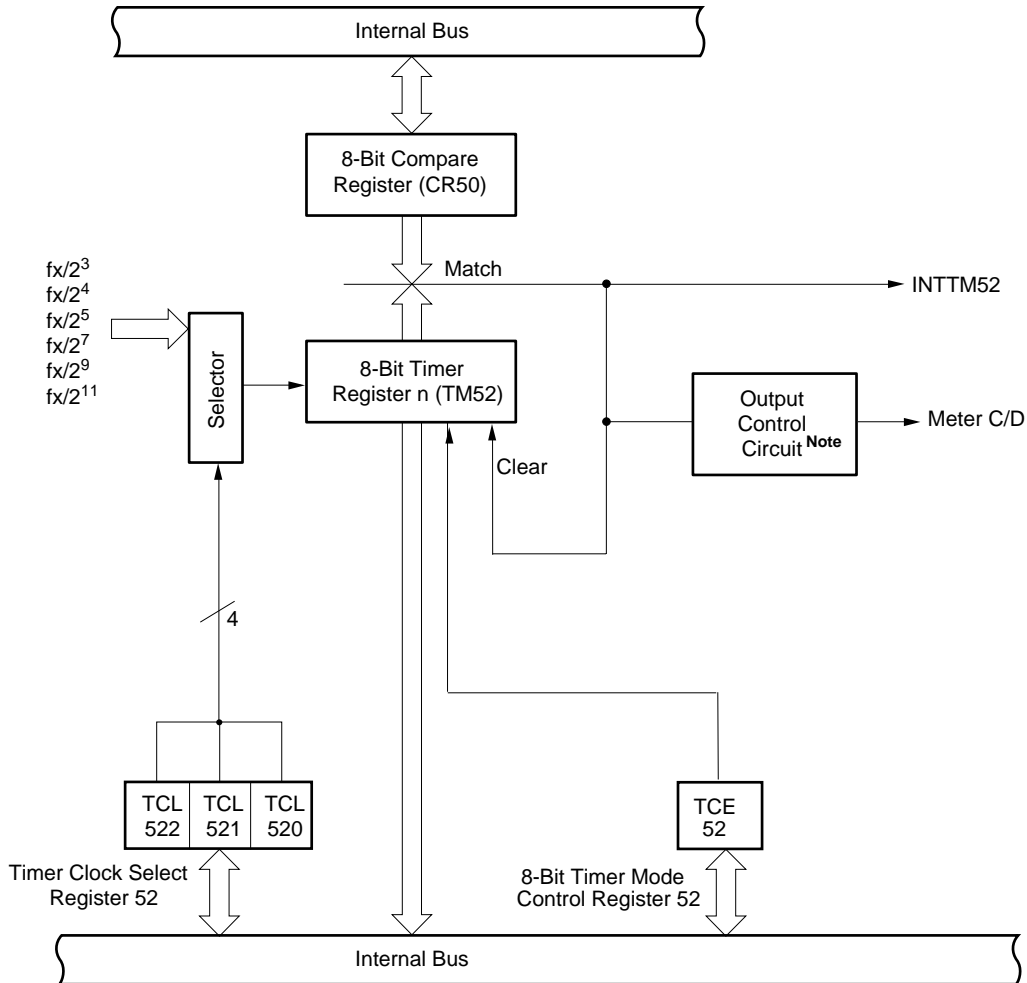 Internal Bus
8-Bit Compare
Register (CR50)
Match
INTTM52
fx/2³
fx/2⁴
fx/2⁵
fx/2⁷
fx/2⁹
fx/2¹¹
Selector
8-Bit Timer
Register n (TM52)
Output
Control
Circuit Note
Meter C/D
Clear
4
TCL
522
TCL
521
TCL
520
TCE
52
Timer Clock Select
Register 52
8-Bit Timer Mode
Control Register 52
Internal Bus